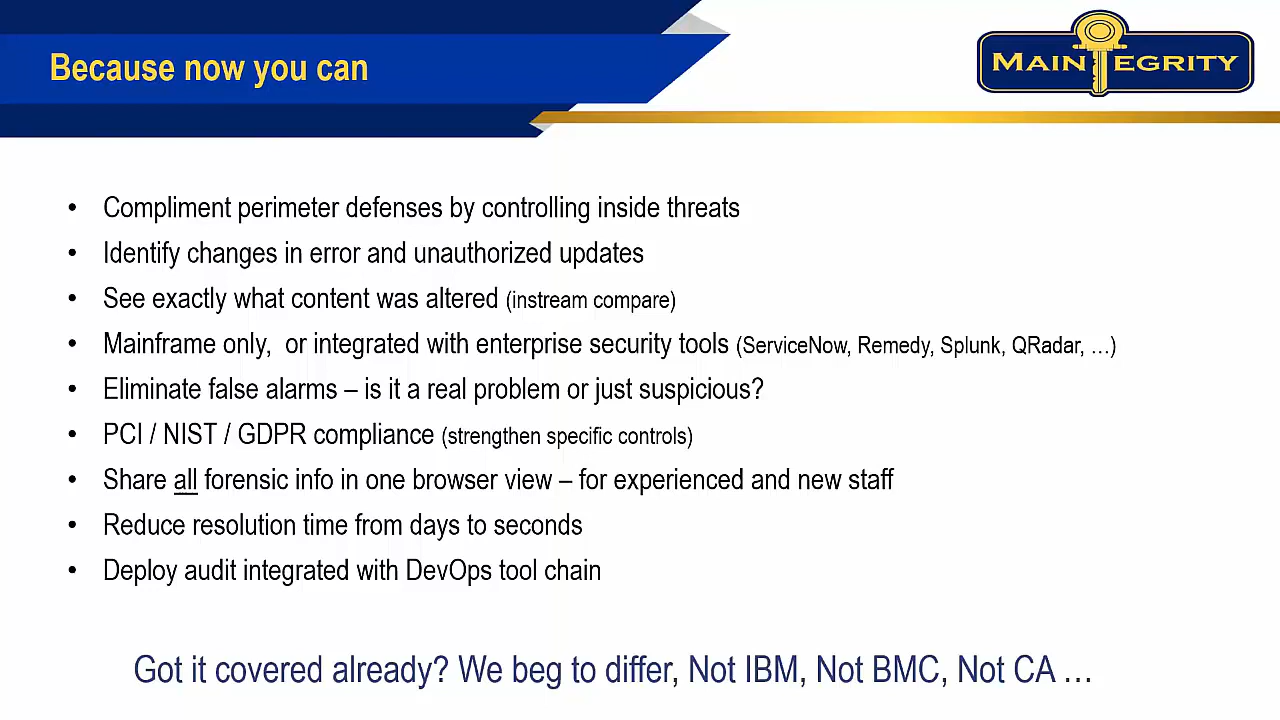 Because now you can
MAINTEGRITY
• Compliment perimeter defenses by controlling inside threats
• Identify changes in error and unauthorized updates
• See exactly what content was altered (instream compare)
• Mainframe only,  or integrated with enterprise security tools (ServiceNow, Remedy, Splunk, QRadar, …)
• Eliminate false alarms – is it a real problem or just suspicious?
• PCI / NIST / GDPR compliance (strengthen specific controls)
• Share all forensic info in one browser view – for experienced and new staff
• Reduce resolution time from days to seconds
• Deploy audit integrated with DevOps tool chain
Got it covered already? We beg to differ, Not IBM, Not BMC, Not CA …